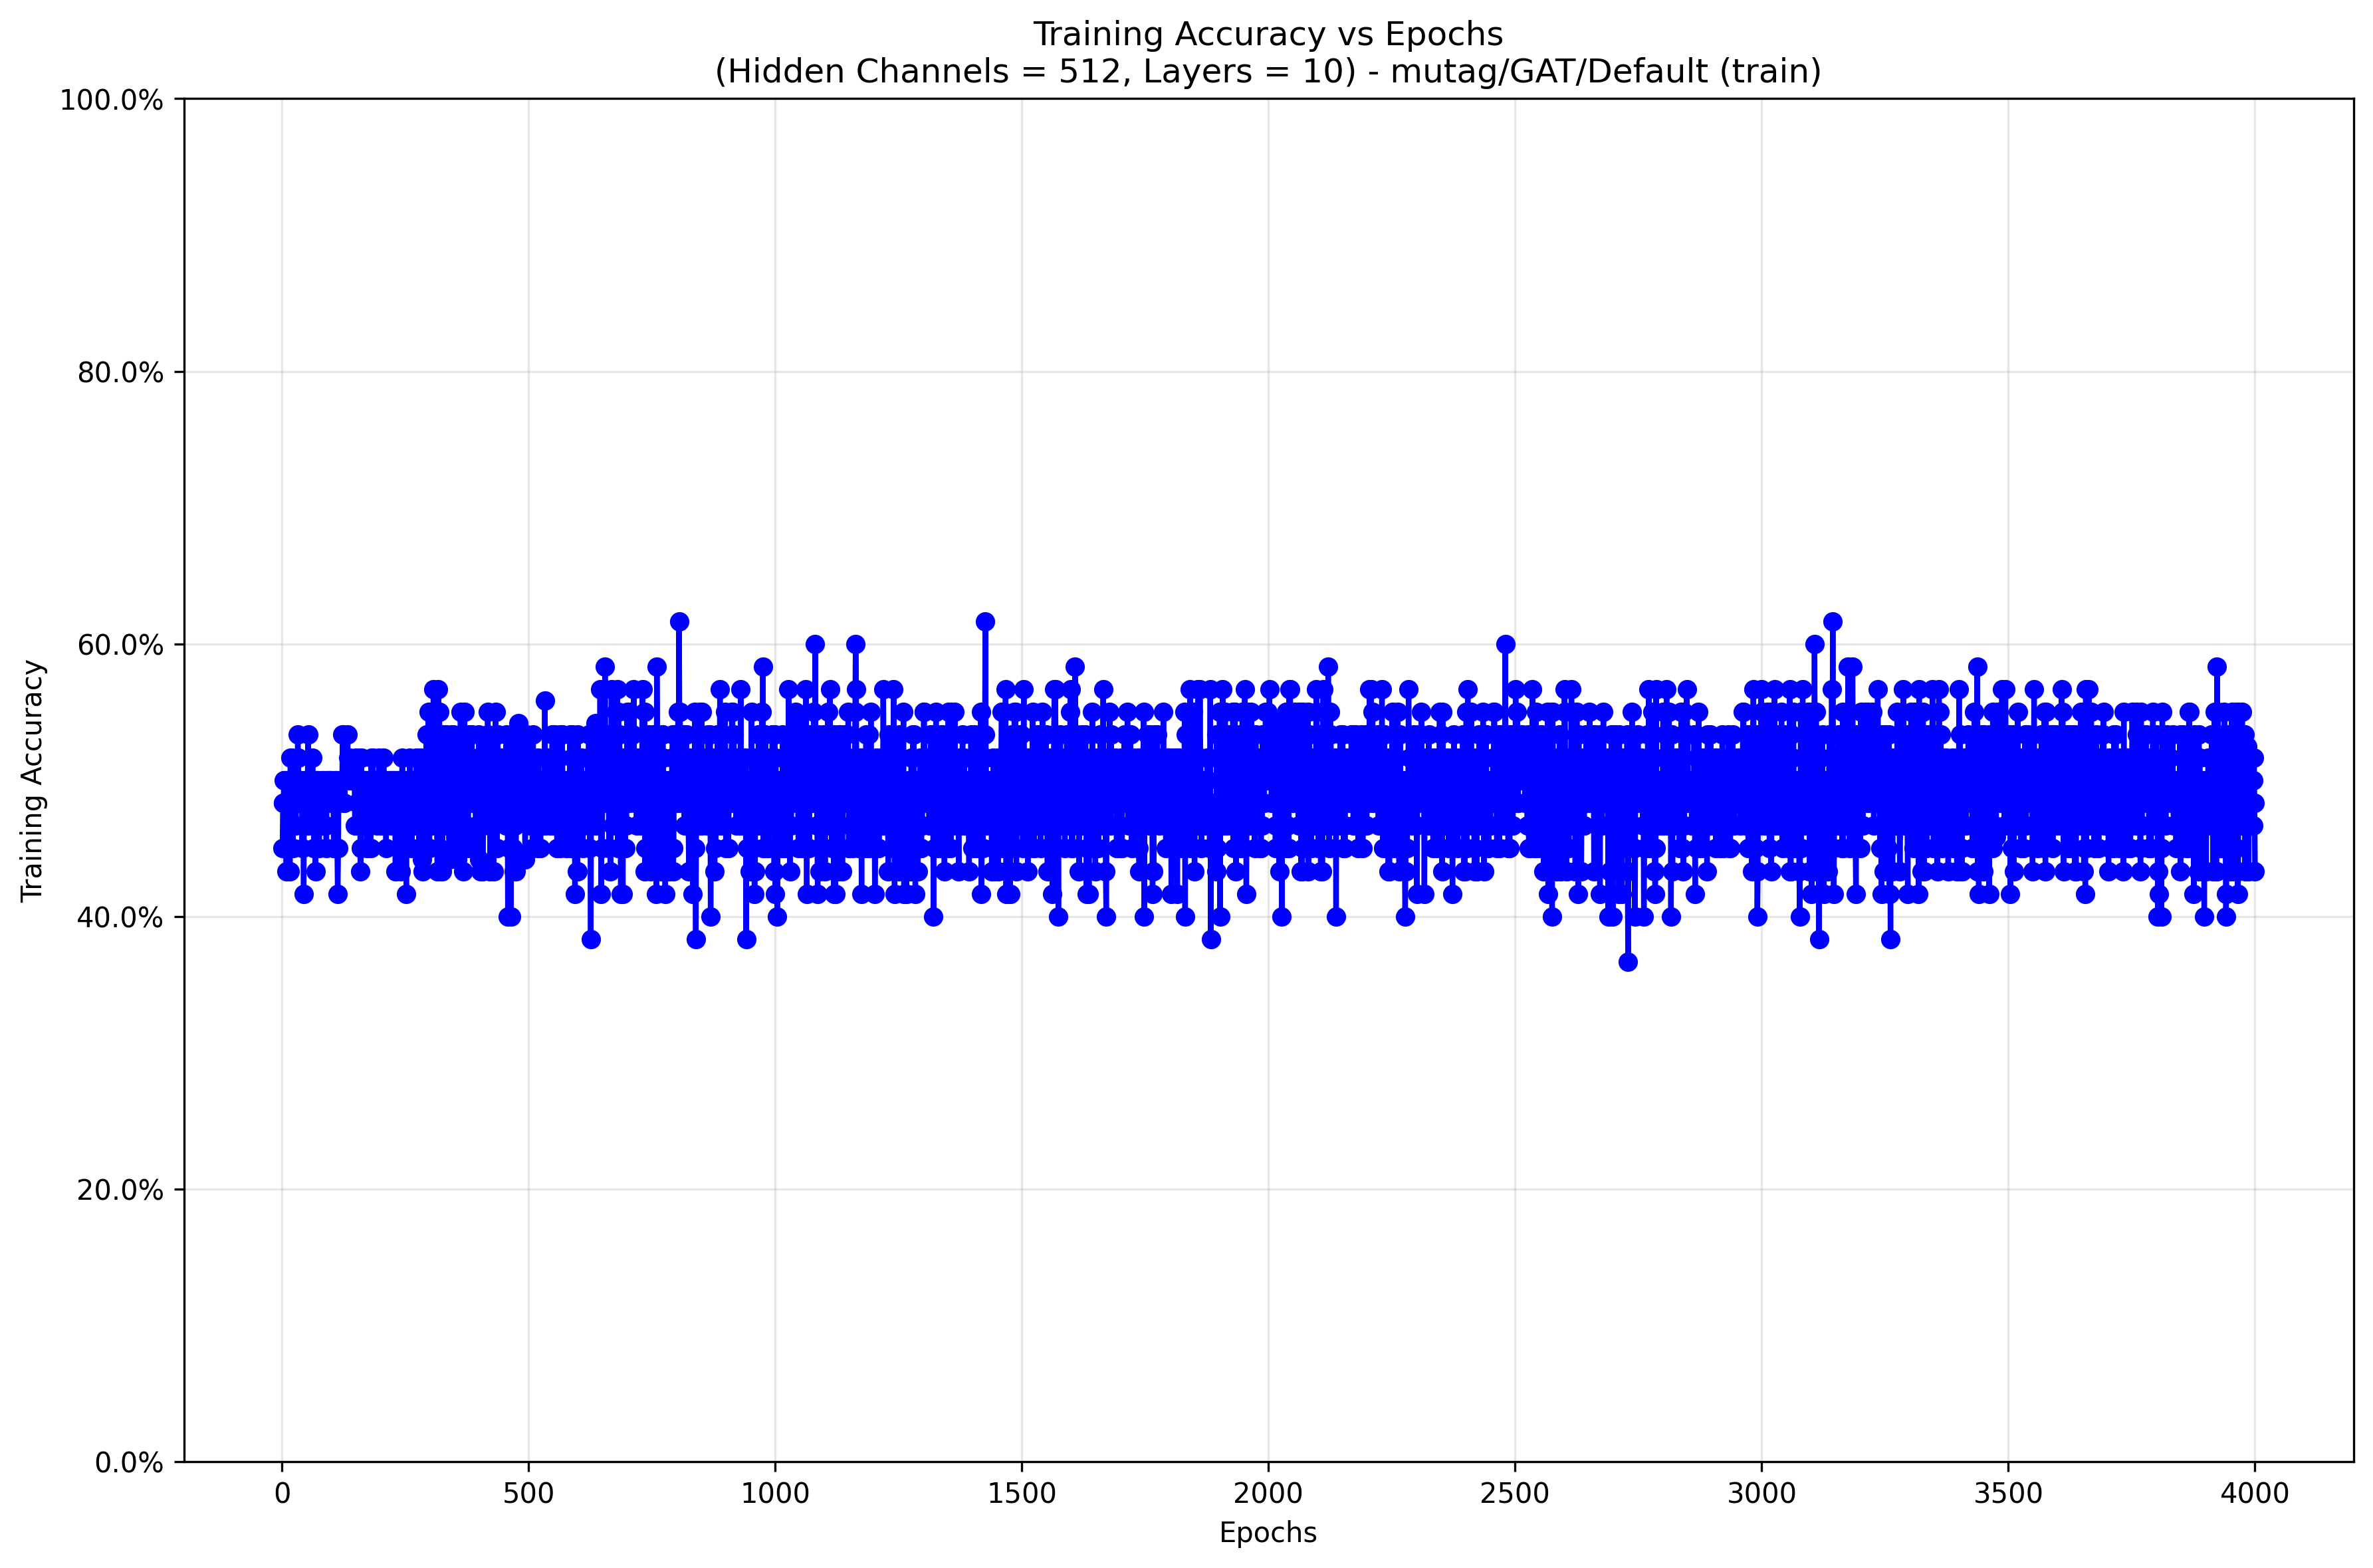 Training Accuracy vs Epochs
(Hidden Channels = 512, Layers = 10) - mutag/GAT/Default (train)
100.0%
80.0%
60.0%
40.0%
20.0%
0.0%
Training Accuracy
0 500 1000 1500 2000 2500 3000 3500 4000
Epochs